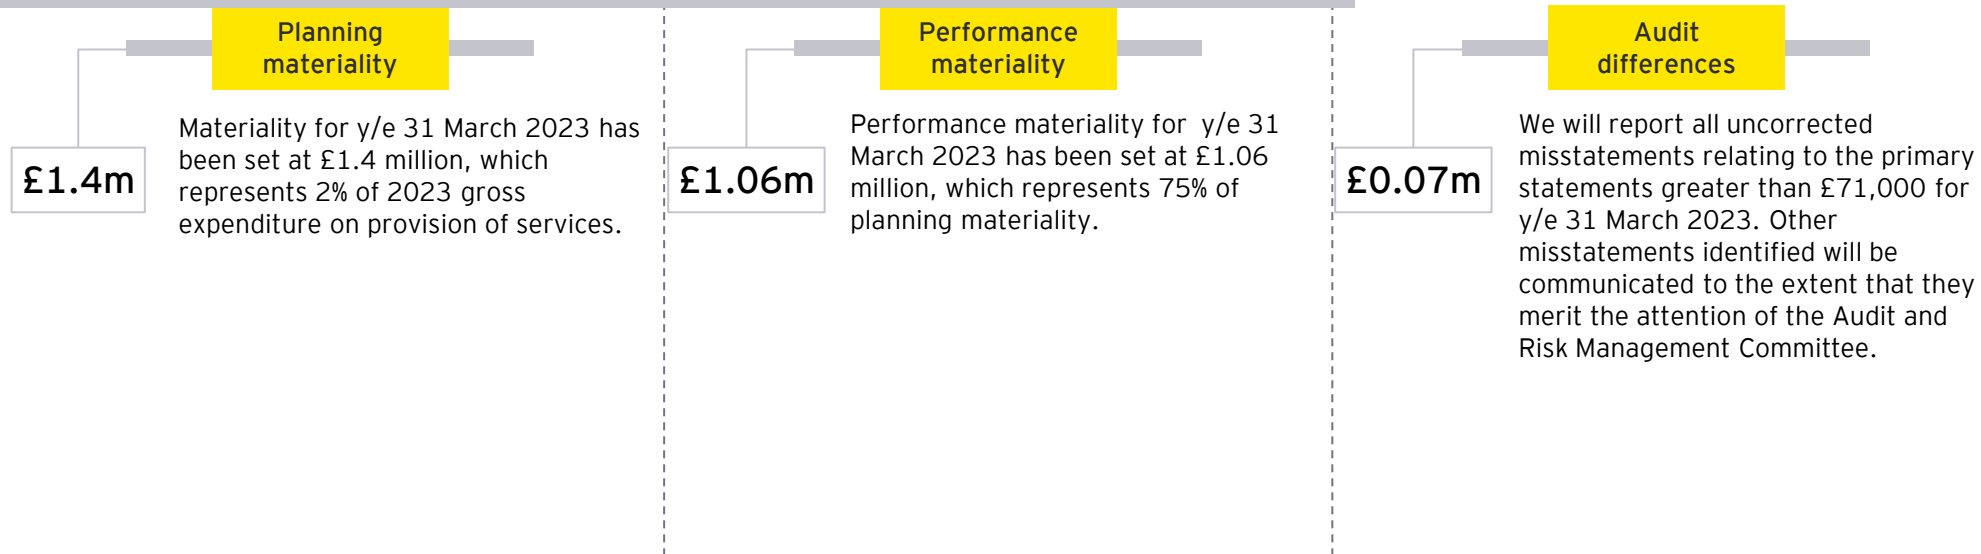 Planning
materiality
£1.4m
Materiality for y/e 31 March 2023 has
been set at £1.4 million, which
represents 2% of 2023 gross
expenditure on provision of services.
Performance
materiality
£1.06m
Performance materiality for y/e 31
March 2023 has been set at £1.06
million, which represents 75% of
planning materiality.
Audit
differences
£0.07m
We will report all uncorrected
misstatements relating to the primary
statements greater than £71,000 for
y/e 31 March 2023. Other
misstatements identified will be
communicated to the extent that they
merit the attention of the Audit and
Risk Management Committee.